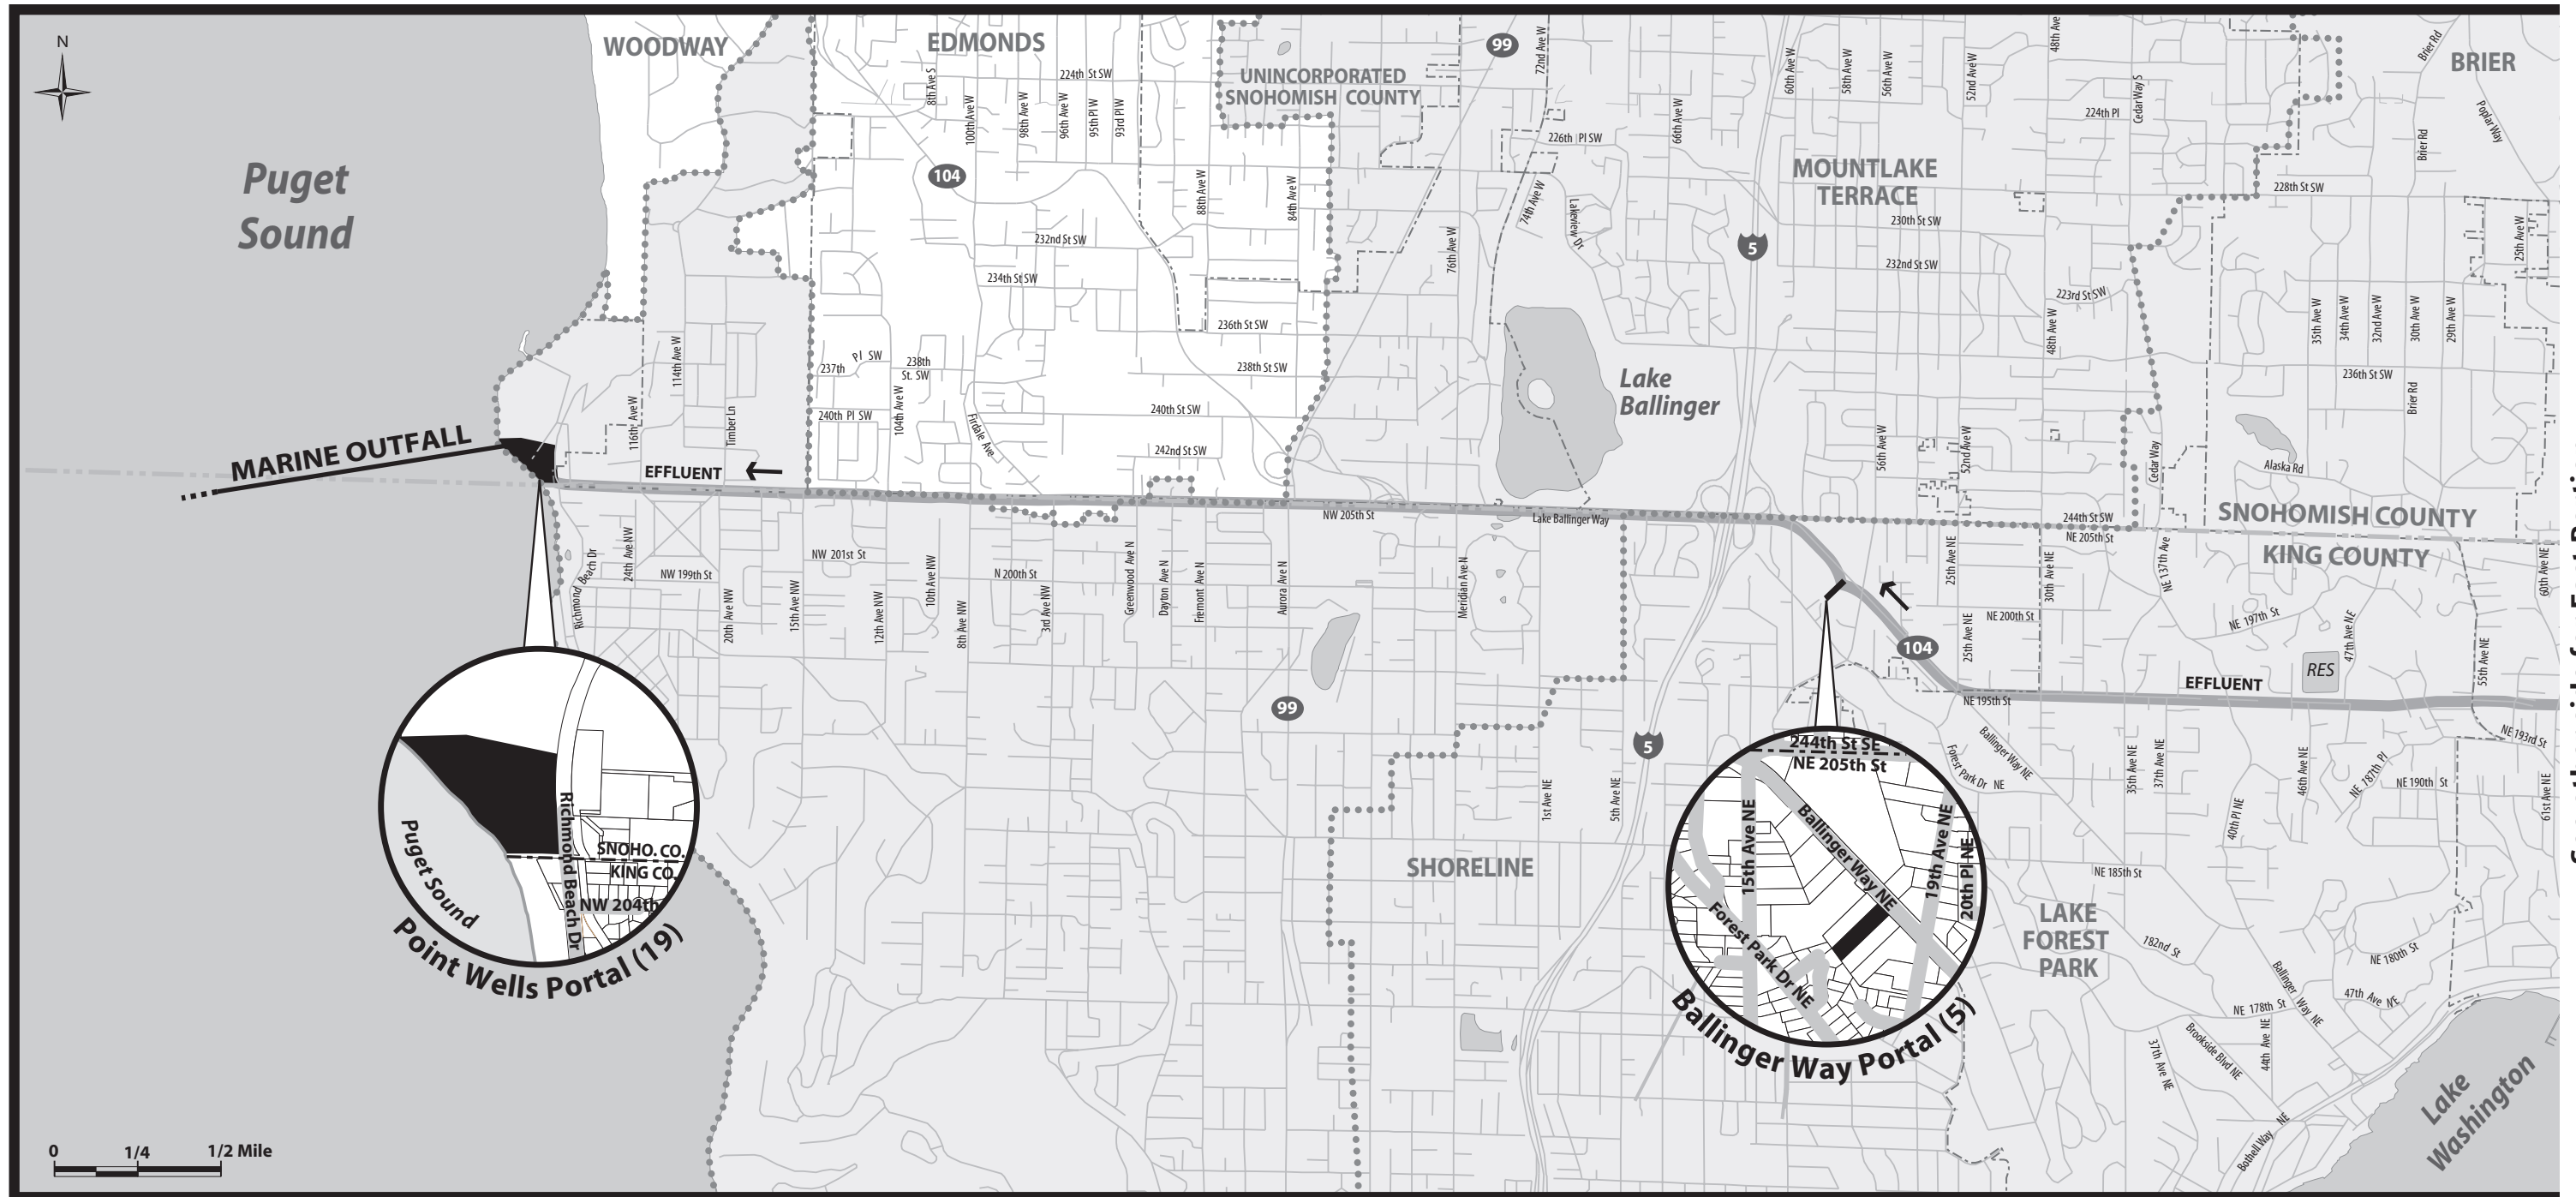 N
WOODWAY
EDMONDS
UNINCORPORATED
SNOHOMISH COUNTY
99
BRIER
MOUNTLAKE
TERRACE
Puget
Sound
104
5
8th Ave S
100th Ave W
98th Ave W
96th Ave W
95th Pl W
93rd Pl W
224th St SW
88th Ave W
84th Ave W
232nd St SW
234th St SW
236th St SW
238th St SW
237th
Pl SW
238th
St. SW
240th Pl SW
104th Ave W
Firdale Ave
240th St SW
242nd St SW
114th Ave W
116th Ave W
Timber Ln
72nd Ave W
226th Pl SW
74th Ave W
Lakeview Dr
76th Ave W
66th Ave W
60th Ave W
58th Ave W
56th Ave W
52nd Ave W
48th Ave
224th Pl
Cedar Way S
230th St SW
232nd St SW
223rd St SW
48th Ave W
Brier Rd
Poplar Way
Brier Rd
228th St SW
25th Ave W
35th Ave W
34th Ave W
32nd Ave W
30th Ave W
29th Ave W
236th St SW
Brier Rd
Lake
Ballinger
56th Ave W
52nd Ave W
Cedar Way
Alaska Rd
MARINE OUTFALL
EFFLUENT
NW 205th St
Lake Ballinger Way
244th St SW
NE 205th St
SNOHOMISH COUNTY
KING COUNTY
Richmond Beach Dr
24th Ave NW
NW 199th St
20th Ave NW
15th Ave NW
NW 201st St
12th Ave NW
10th Ave NW
8th Ave NW
N 200th St
3rd Ave NW
Greenwood Ave N
Dayton Ave N
Fremont Ave N
Aurora Ave N
Meridian Ave N
25th Ave NE
30th Ave NE
NE 137th Ave
60th Ave NE
25th Ave NE
NE 200th St
NE 197th St
47th Ave NE
55th Ave NE
104
RES
EFFLUENT
NE 195th St
NE 193rd St
99
5
1st Ave NE
5th Ave NE
Forest Park Dr NE
Ballinger Way NE
35th Ave NE
37th Ave NE
40th Pl NE
46th Ave NE
NE 187th Pl
NE 190th St
61st Ave NE
SHORELINE
NE 185th St
LAKE
FOREST
PARK
182nd St
NE 180th St
Ballinger Way NE
47th Ave NE
NE 178th St
Brookside Blvd NE
44th Ave NE
37th Ave NE
Bothell Way NE
Lake
Washington
Richmond Beach Dr
SNOHO. CO.
KING CO.
NW 204th
Puget Sound
Point Wells Portal (19)
244th St SE
NE 205th St
15th Ave NE
Ballinger Way NE
19th Ave NE
20th Pl NE
Forest Park Dr NE
Ballinger Way Portal (5)
0 1/4 1/2 Mile